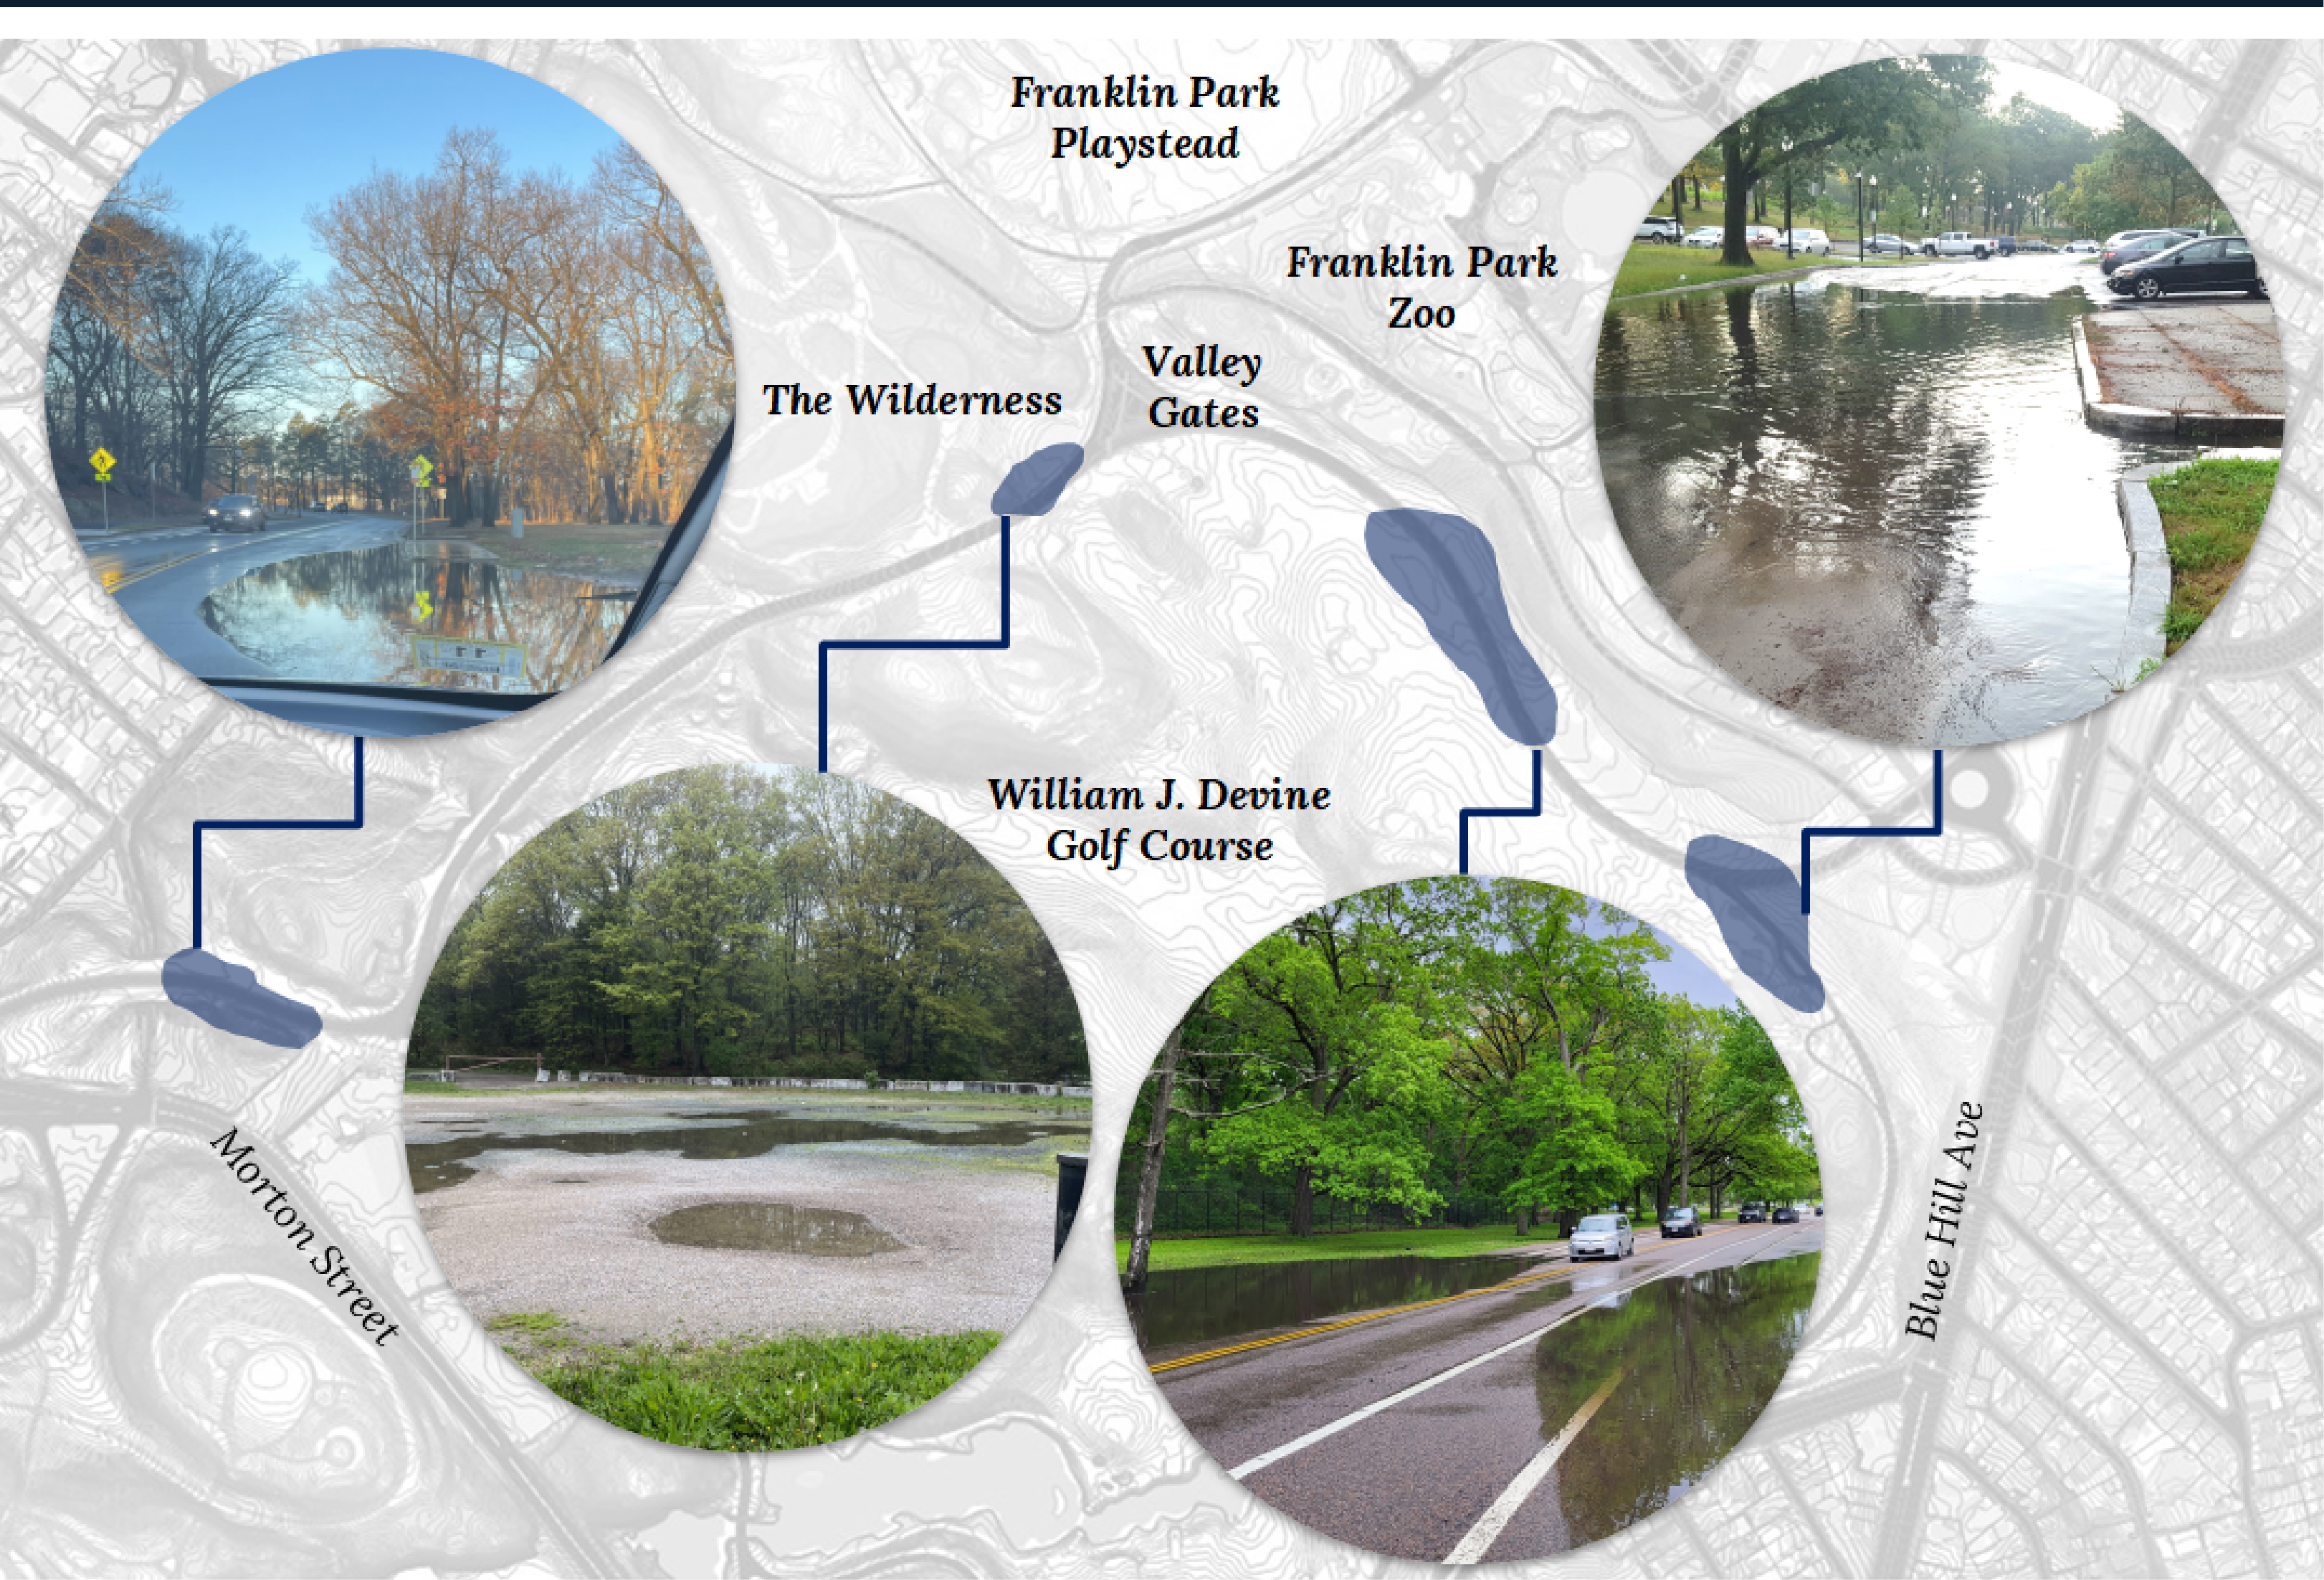 Franklin Park
Playstead
Franklin Park
Zoo
Valley
Gates
The Wilderness
William J. Devine
Golf Course
Morton Street
Blue Hill Ave